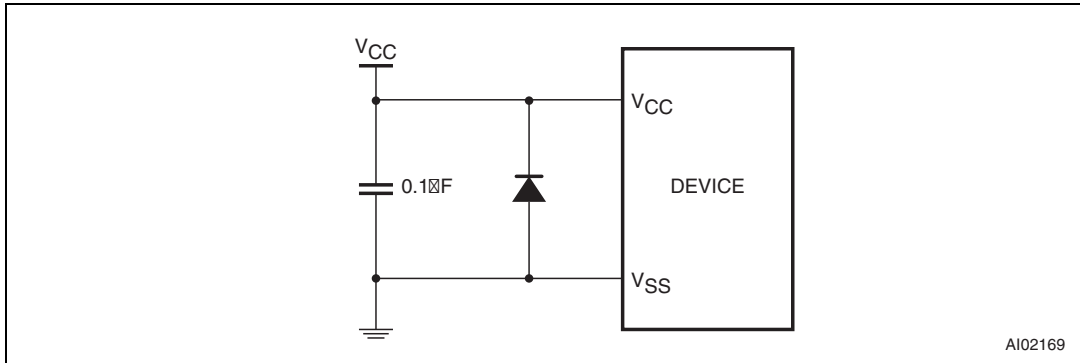 VCC
VCC
0.1☒F
DEVICE
VSS
AI02169